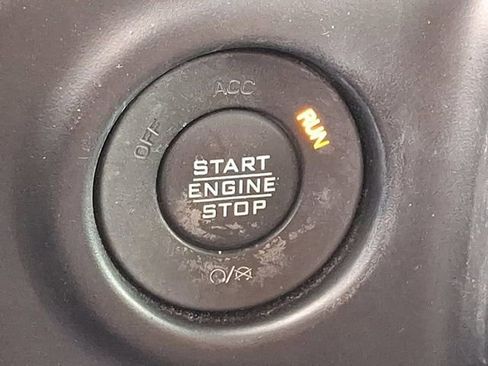 ACC
OFF
RUN
START
ENGINE
STOP